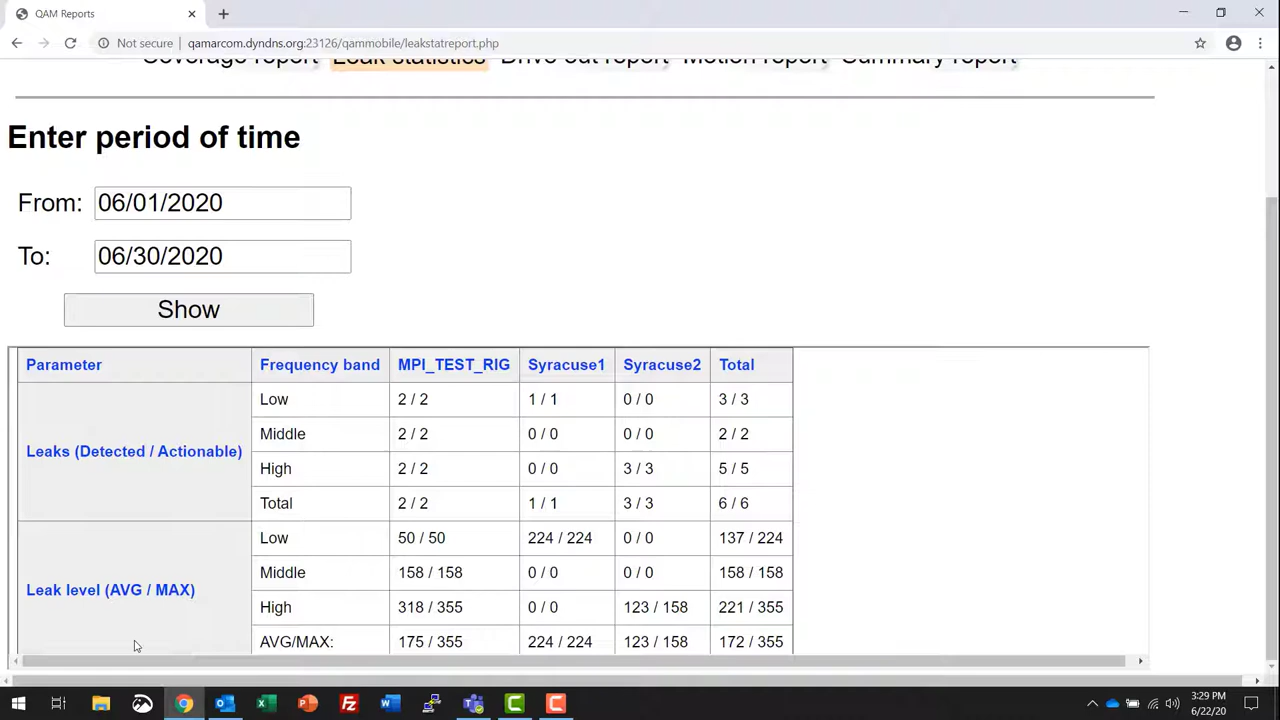 QAM Reports
Not secure qamarcom.dyndns.org:23126/qammobile/leakstatreport.php
Coverage report Leak statistics Drive out report Motion report Summary report
Enter period of time
From: 06/01/2020
To: 06/30/2020
Show
Parameter Frequency band MPI_TEST_RIG Syracuse1 Syracuse2 Total
Low 2 / 2 1 / 1 0 / 0 3 / 3
Middle 2 / 2 0 / 0 0 / 0 2 / 2
Leaks (Detected / Actionable)
High 2 / 2 0 / 0 3 / 3 5 / 5
Total 2 / 2 1 / 1 3 / 3 6 / 6
Low 50 / 50 224 / 224 0 / 0 137 / 224
Middle 158 / 158 0 / 0 0 / 0 158 / 158
Leak level (AVG / MAX)
High 318 / 355 0 / 0 123 / 158 221 / 355
AVG/MAX: 175 / 355 224 / 224 123 / 158 172 / 355
3:29 PM
6/22/20